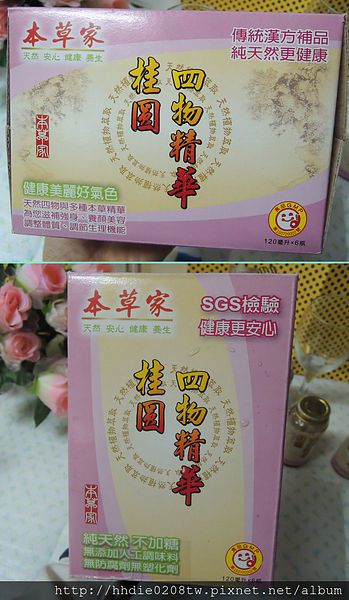 本草家
天然 安心 健康 養生
傳統漢方補品
純天然更健康
桂圓
四物精華
本草家
健康美麗好氣色
天然四物與多種本草精華
為您滋補強身、養顏美容
調整體質、調節生理機能
120毫升×6瓶
本草家
天然 安心 健康 養生
SGS檢驗
健康更安心
桂圓
四物精華
本草家
純天然 不加糖
無添加人工調味料
無防腐劑無塑化劑
120毫升×6瓶
http://hhdie0208tw.pixnet.net/album